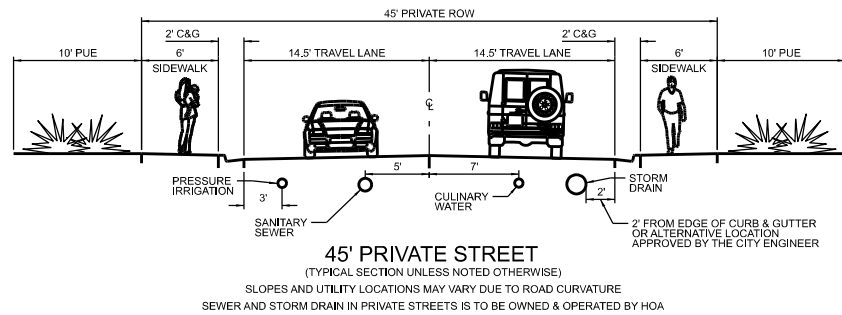 45' PRIVATE ROW
2' C&G
2' C&G
10' PUE
6'
14.5' TRAVEL LANE
14.5' TRAVEL LANE
6'
10' PUE
SIDEWALK
SIDEWALK
℄
PRESSURE
IRRIGATION
3'
SANITARY
SEWER
5'
7'
CULINARY
WATER
STORM
DRAIN
2'
2' FROM EDGE OF CURB & GUTTER
OR ALTERNATIVE LOCATION
APPROVED BY THE CITY ENGINEER
45' PRIVATE STREET
(TYPICAL SECTION UNLESS NOTED OTHERWISE)
SLOPES AND UTILITY LOCATIONS MAY VARY DUE TO ROAD CURVATURE
SEWER AND STORM DRAIN IN PRIVATE STREETS IS TO BE OWNED & OPERATED BY HOA